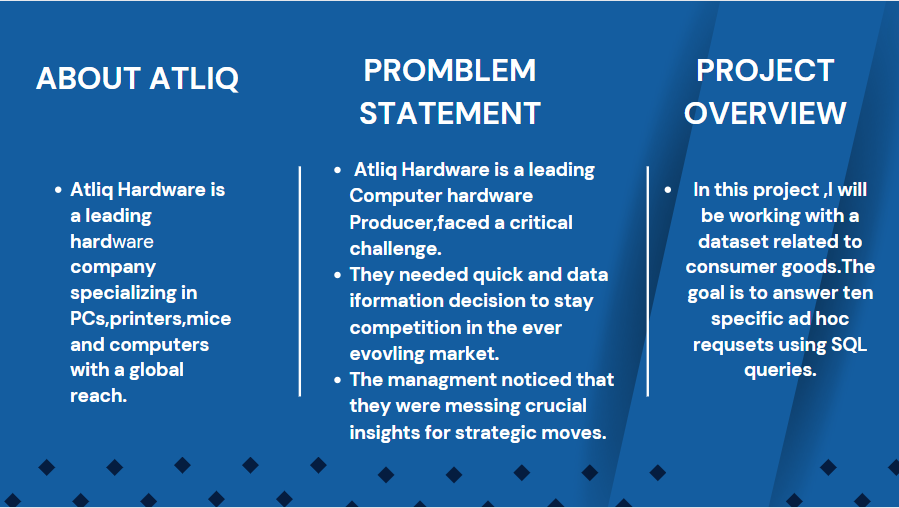 ABOUT ATLIQ
• Atliq Hardware is
a leading
hardware
company
specializing in
PCs,printers,mice
and computers
with a global
reach.
PROMBLEM
STATEMENT
• Atliq Hardware is a leading
Computer hardware
Producer,faced a critical
challenge.
• They needed quick and data
iformation decision to stay
competition in the ever
evovling market.
• The managment noticed that
they were messing crucial
insights for strategic moves.
PROJECT
OVERVIEW
• In this project ,I will
be working with a
dataset related to
consumer goods.The
goal is to answer ten
specific ad hoc
requsets using SQL
queries.